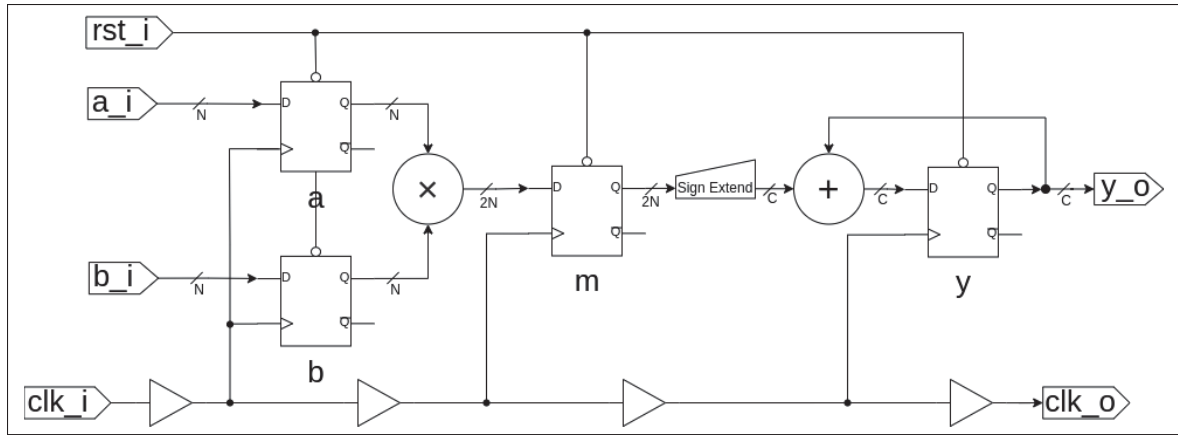 rst_i
a_i
N
D
Q
N
Q̅
a
×
2N
D
Q
2N
Q̅
m
Sign Extend
C
+
C
D
Q
C
Q̅
y
y_o
b_i
N
D
Q
N
Q̅
b
clk_i
clk_o